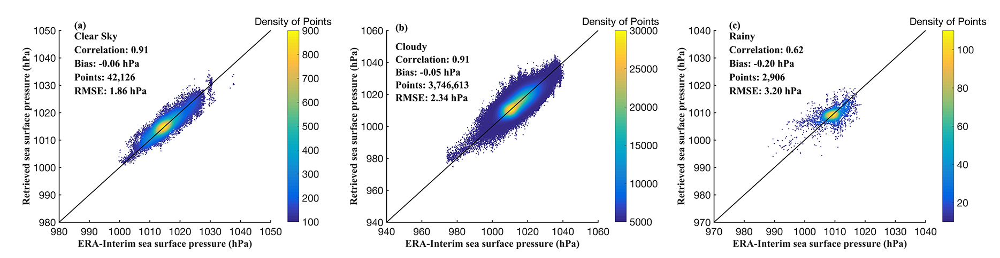 (a)
Density of Points
Clear Sky
Correlation: 0.91
Bias: -0.06 hPa
Points: 42,126
RMSE: 1.86 hPa
Retrieved sea surface pressure (hPa)
1050
1040
1030
1020
1010
1000
990
980
980 990 1000 1010 1020 1030 1040 1050
ERA-Interim sea surface pressure (hPa)
900
800
700
600
500
400
300
200
100
(b)
Density of Points
Cloudy
Correlation: 0.91
Bias: -0.05 hPa
Points: 3,746,613
RMSE: 2.34 hPa
Retrieved sea surface pressure (hPa)
1060
1040
1020
1000
980
960
940
940 960 980 1000 1020 1040 1060
ERA-Interim sea surface pressure (hPa)
30000
25000
20000
15000
10000
5000
(c)
Density of Points
Rainy
Correlation: 0.62
Bias: -0.20 hPa
Points: 2,906
RMSE: 3.20 hPa
Retrieved sea surface pressure (hPa)
1040
1030
1020
1010
1000
990
980
970
970 980 990 1000 1010 1020 1030 1040
ERA-Interim sea surface pressure (hPa)
100
80
60
40
20